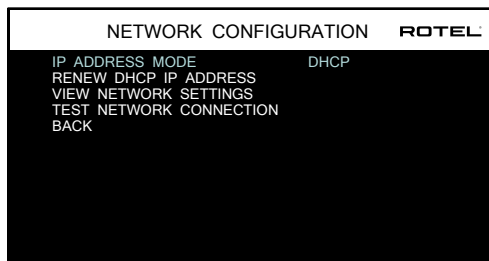 NETWORK CONFIGURATION ROTEL
IP ADDRESS MODE DHCP
RENEW DHCP IP ADDRESS
VIEW NETWORK SETTINGS
TEST NETWORK CONNECTION
BACK